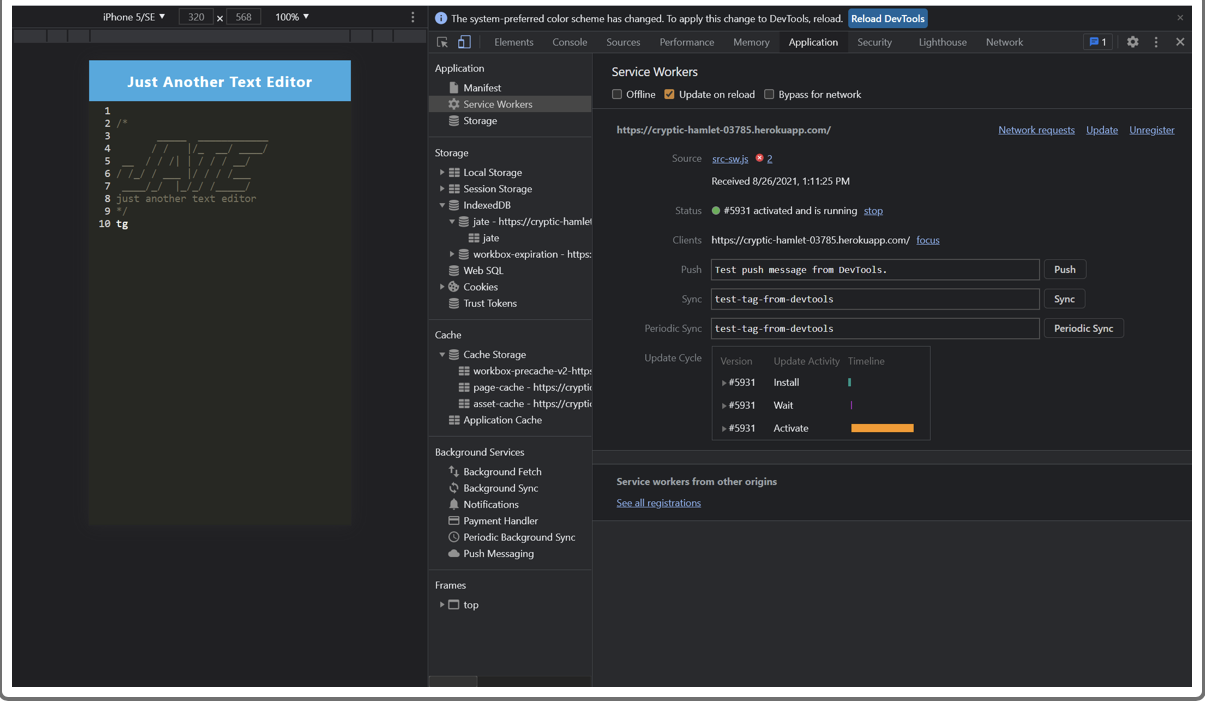 iPhone 5/SE ▼ 320 × 568 100% ▼
Just Another Text Editor
1
2 /*
3
4
5
6
7
8 just another text editor
9 */
10 tg
The system-preferred color scheme has changed. To apply this change to DevTools, reload. Reload DevTools
Elements Console Sources Performance Memory Application Security Lighthouse Network 1
Application
Manifest
Service Workers
Storage
Storage
Local Storage
Session Storage
IndexedDB
jate - https://cryptic-hamlet
jate
workbox-expiration - https:
Web SQL
Cookies
Trust Tokens
Cache
Cache Storage
workbox-precache-v2-https
page-cache - https://cryptic
asset-cache - https://cryptic
Application Cache
Background Services
Background Fetch
Background Sync
Notifications
Payment Handler
Periodic Background Sync
Push Messaging
Frames
top
Service Workers
Offline Update on reload Bypass for network
https://cryptic-hamlet-03785.herokuapp.com/ Network requests Update Unregister
Source src-sw.js 2
Received 8/26/2021, 1:11:25 PM
Status #5931 activated and is running stop
Clients https://cryptic-hamlet-03785.herokuapp.com/ focus
Push Test push message from DevTools. Push
Sync test-tag-from-devtools Sync
Periodic Sync test-tag-from-devtools Periodic Sync
Update Cycle Version Update Activity Timeline
#5931 Install
#5931 Wait
#5931 Activate
Service workers from other origins
See all registrations